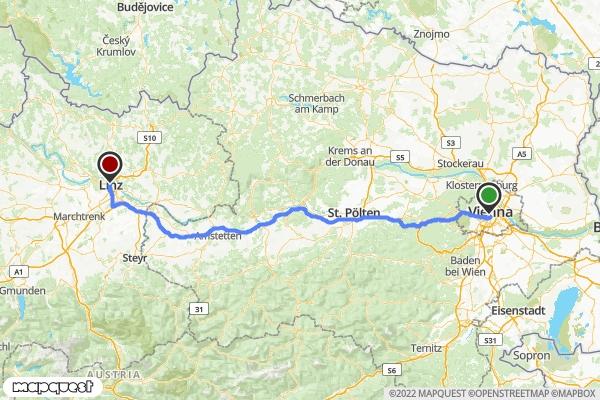 Budějovice
Český
Krumlov
Znojmo
Schmerbach
am Kamp
S10
Krems an
der Donau
S5
S3
A5
Stockerau
Klosterneuburg
Linz
Vienna
Marchtrenk
St. Pölten
Amstetten
Steyr
Baden
bei Wien
A1
Gmunden
31
Eisenstadt
S31
Sopron
Ternitz
S6
AUSTRIA
mapquest
©2022 MAPQUEST ©OPENSTREETMAP ©MAPBOX